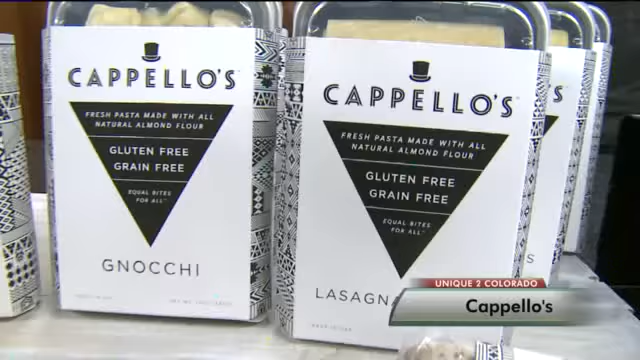 CAPPELLO'S
FRESH PASTA MADE WITH ALL
NATURAL ALMOND FLOUR
GLUTEN FREE
GRAIN FREE
EQUAL BITES
FOR ALL™
GNOCCHI
CAPPELLO'S
FRESH PASTA MADE WITH ALL
NATURAL ALMOND FLOUR
GLUTEN FREE
GRAIN FREE
EQUAL BITES
FOR ALL™
LASAGN
S
S
UNIQUE 2 COLORADO
Cappello's